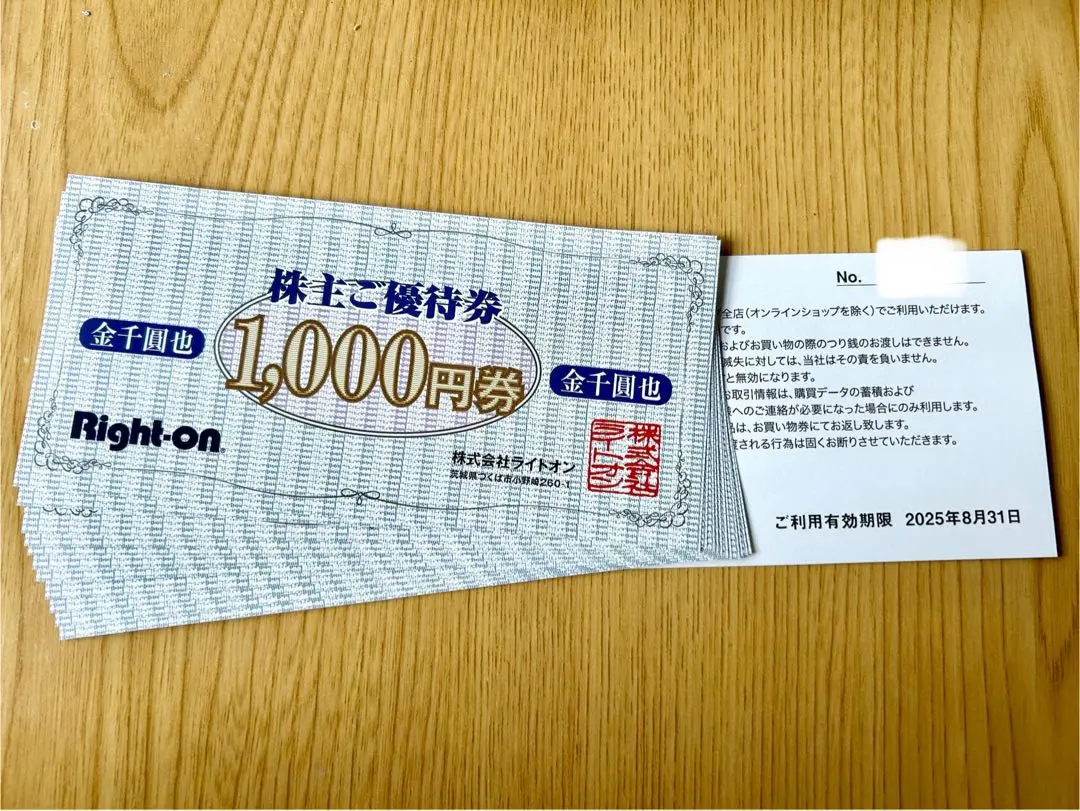 株主ご優待券
金千圓也
1,000円券
金千圓也
Right-on
株式会社ライトオン
茨城県つくば市小野崎260-1
株式会社
ライトオン
No.
全店(オンラインショップを除く)でご利用いただけます。
です。
およびお買い物の際のつり銭のお渡しはできません。
滅失に対しては、当社はその責を負いません。
と無効になります。
お取引情報は、購買データの蓄積および
へのご連絡が必要になった場合にのみ利用します。
品は、お買い物券にてお返し致します。
される行為は固くお断りさせていただきます。
ご利用有効期限 2025年8月31日